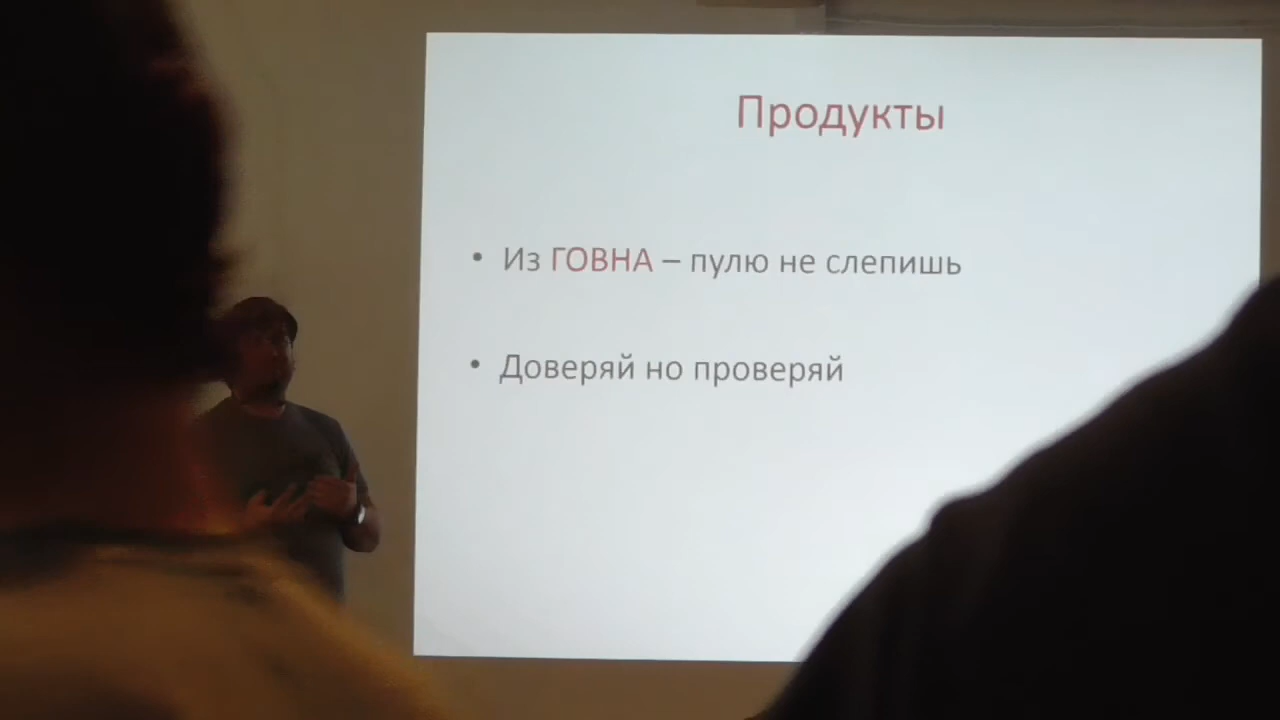 Продукты
• Из ГОВНА – пулю не слепишь
• Доверяй но проверяй